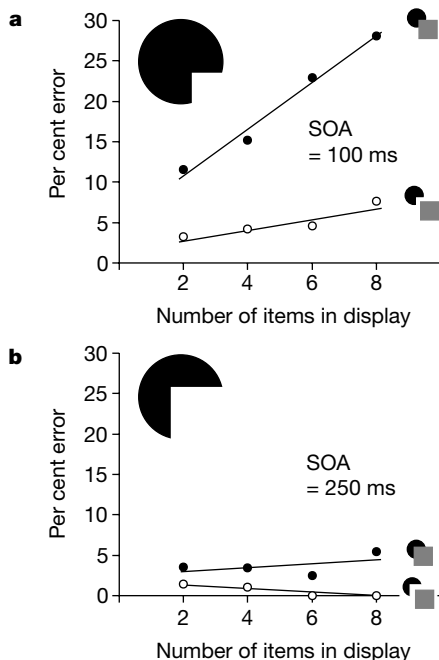 a
Per cent error
30
25
20
15
10
5
0
SOA
= 100 ms
2 4 6 8
Number of items in display
b
Per cent error
30
25
20
15
10
5
0
SOA
= 250 ms
2 4 6 8
Number of items in display